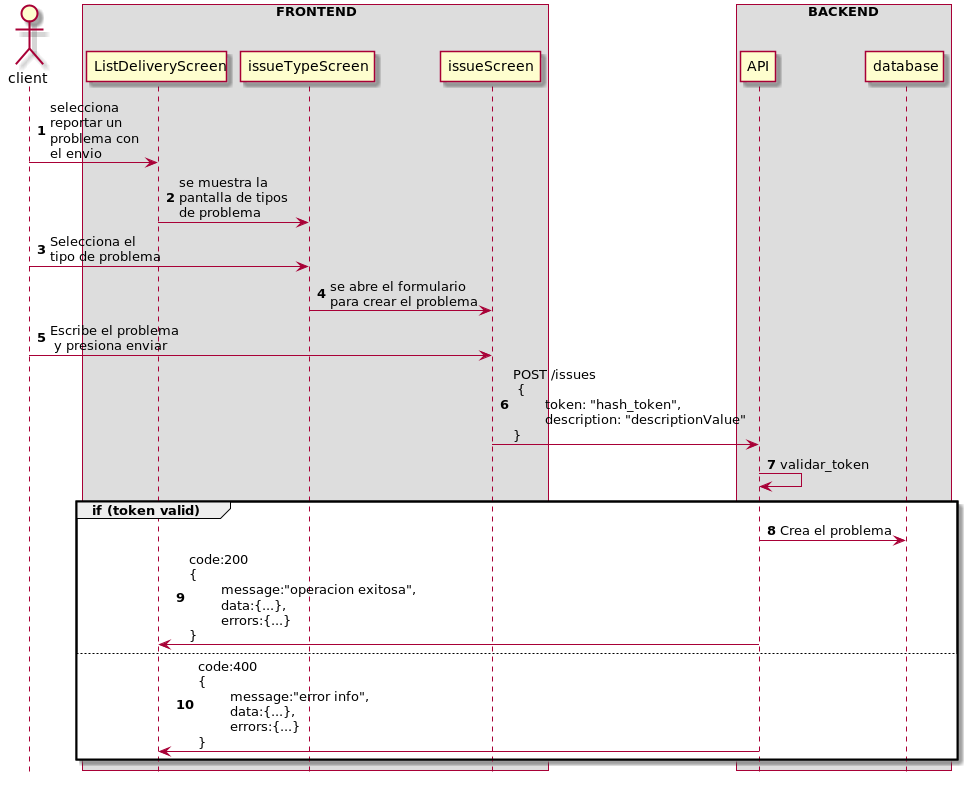 FRONTEND
BACKEND
client
ListDeliveryScreen
issueTypeScreen
issueScreen
API
database
1 selecciona
reportar un
problema con
el envio
2 se muestra la
pantalla de tipos
de problema
3 Selecciona el
tipo de problema
4 se abre el formulario
para crear el problema
5 Escribe el problema
y presiona enviar
6 POST /issues
{
token: "hash_token",
description: "descriptionValue"
}
7 validar_token
if (token valid)
8 Crea el problema
9 code:200
{
message:"operacion exitosa",
data:{...},
errors:{...}
}
10 code:400
{
message:"error info",
data:{...},
errors:{...}
}